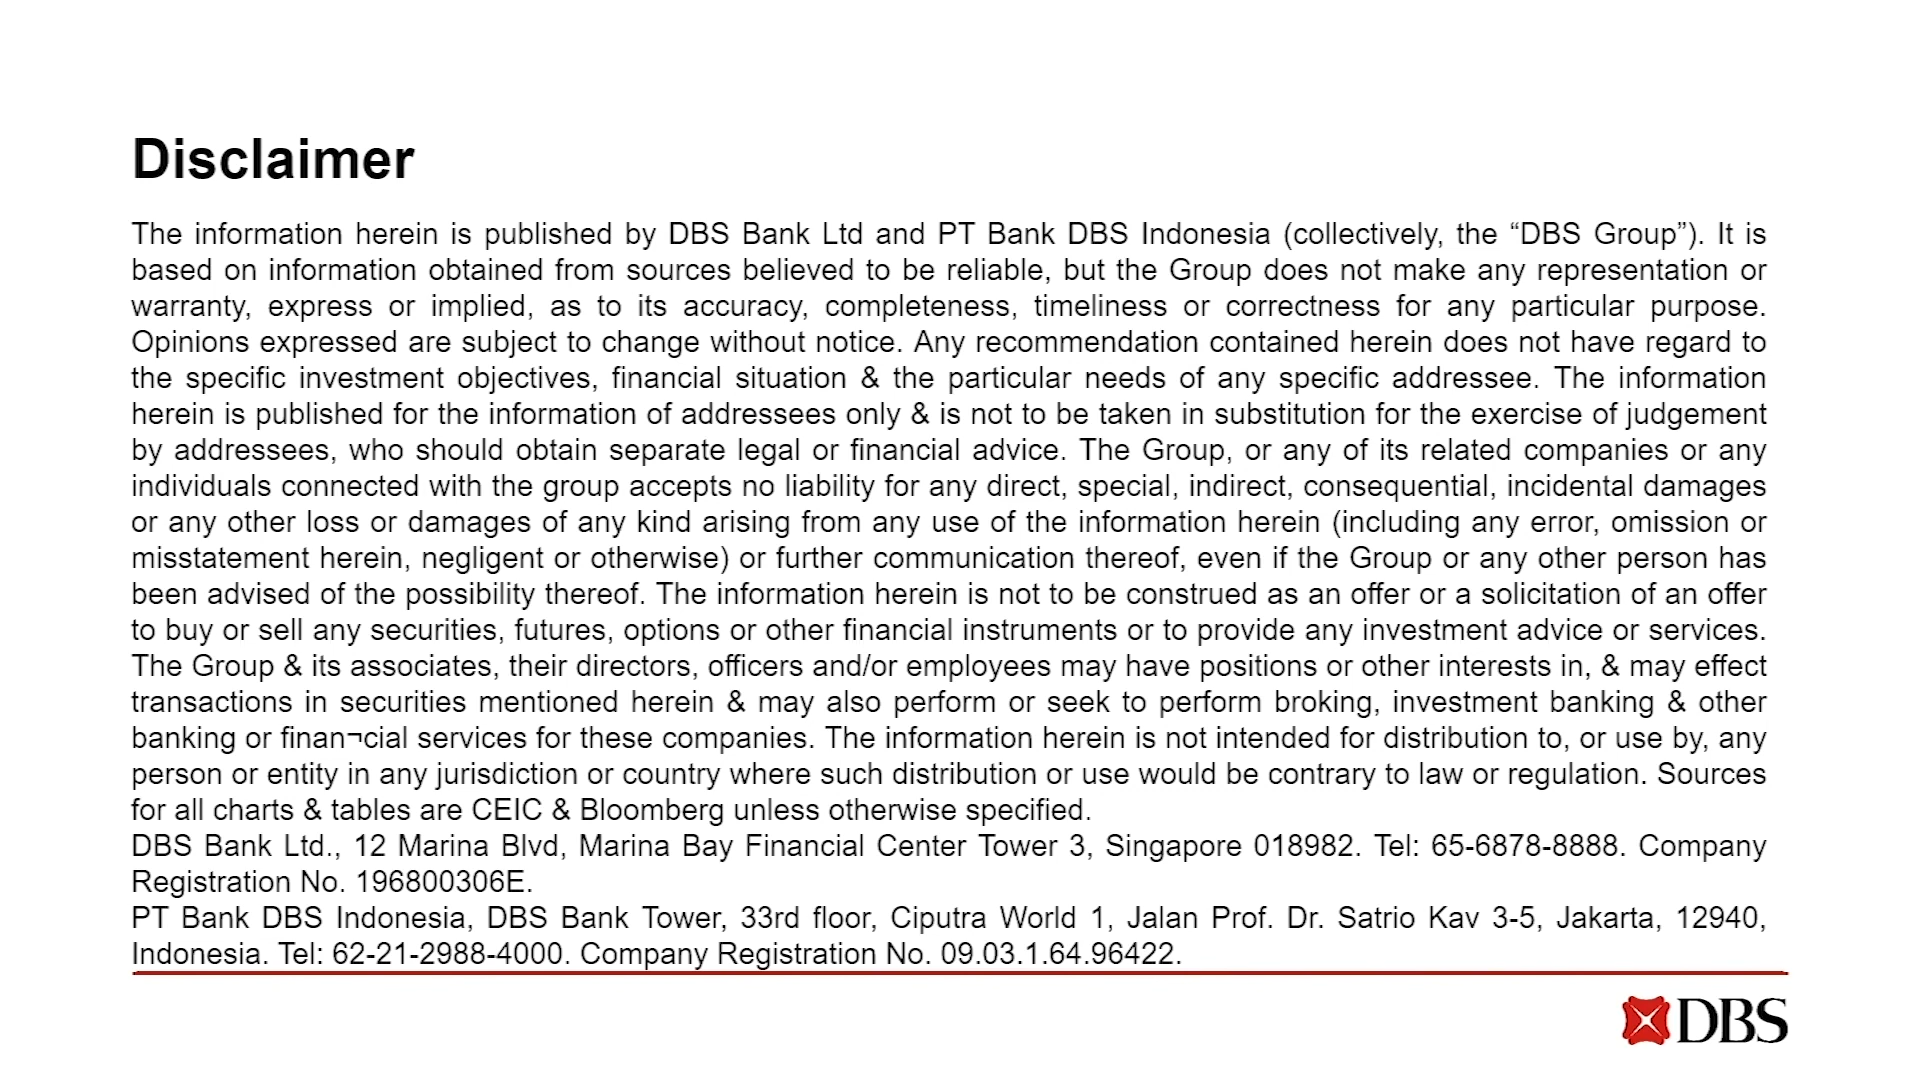 Disclaimer
The information herein is published by DBS Bank Ltd and PT Bank DBS Indonesia (collectively, the “DBS Group”). It is
based on information obtained from sources believed to be reliable, but the Group does not make any representation or
warranty, express or implied, as to its accuracy, completeness, timeliness or correctness for any particular purpose.
Opinions expressed are subject to change without notice. Any recommendation contained herein does not have regard to
the specific investment objectives, financial situation & the particular needs of any specific addressee. The information
herein is published for the information of addressees only & is not to be taken in substitution for the exercise of judgement
by addressees, who should obtain separate legal or financial advice. The Group, or any of its related companies or any
individuals connected with the group accepts no liability for any direct, special, indirect, consequential, incidental damages
or any other loss or damages of any kind arising from any use of the information herein (including any error, omission or
misstatement herein, negligent or otherwise) or further communication thereof, even if the Group or any other person has
been advised of the possibility thereof. The information herein is not to be construed as an offer or a solicitation of an offer
to buy or sell any securities, futures, options or other financial instruments or to provide any investment advice or services.
The Group & its associates, their directors, officers and/or employees may have positions or other interests in, & may effect
transactions in securities mentioned herein & may also perform or seek to perform broking, investment banking & other
banking or finan¬cial services for these companies. The information herein is not intended for distribution to, or use by, any
person or entity in any jurisdiction or country where such distribution or use would be contrary to law or regulation. Sources
for all charts & tables are CEIC & Bloomberg unless otherwise specified.
DBS Bank Ltd., 12 Marina Blvd, Marina Bay Financial Center Tower 3, Singapore 018982. Tel: 65-6878-8888. Company
Registration No. 196800306E.
PT Bank DBS Indonesia, DBS Bank Tower, 33rd floor, Ciputra World 1, Jalan Prof. Dr. Satrio Kav 3-5, Jakarta, 12940,
Indonesia. Tel: 62-21-2988-4000. Company Registration No. 09.03.1.64.96422.
DBS